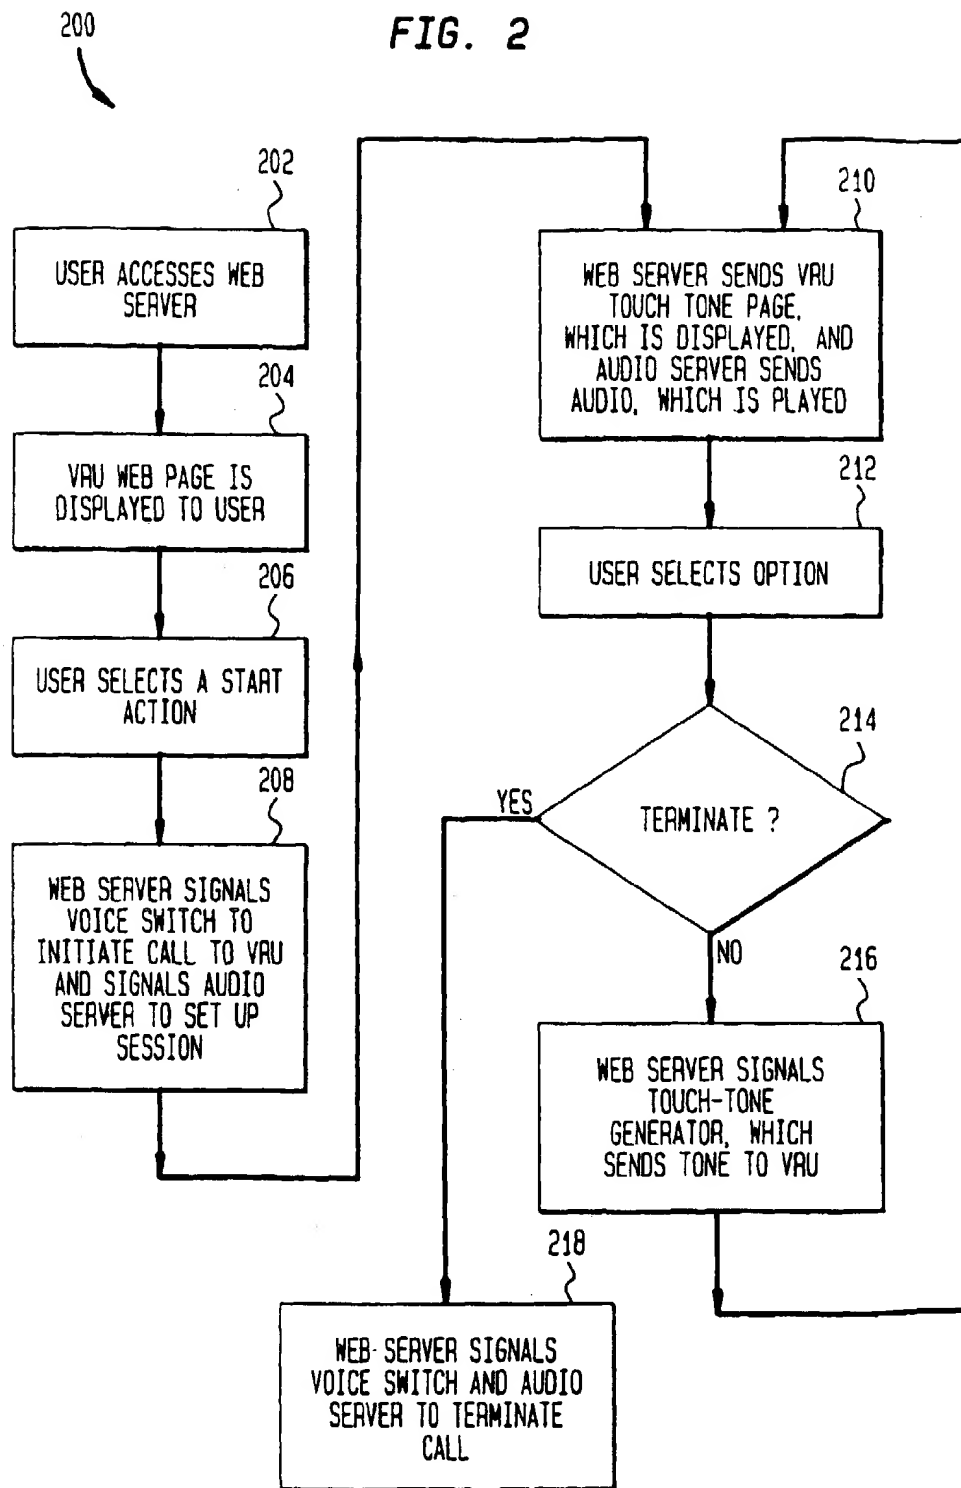 200
FIG. 2
202
USER ACCESSES WEB
SERVER
204
VRU WEB PAGE IS
DISPLAYED TO USER
206
USER SELECTS A START
ACTION
208
WEB SERVER SIGNALS
VOICE SWITCH TO
INITIATE CALL TO VRU
AND SIGNALS AUDIO
SERVER TO SET UP
SESSION
210
WEB SERVER SENDS VRU
TOUCH TONE PAGE,
WHICH IS DISPLAYED, AND
AUDIO SERVER SENDS
AUDIO, WHICH IS PLAYED
212
USER SELECTS OPTION
214
TERMINATE ?
YES
NO
216
WEB SERVER SIGNALS
TOUCH-TONE
GENERATOR, WHICH
SENDS TONE TO VRU
218
WEB SERVER SIGNALS
VOICE SWITCH AND AUDIO
SERVER TO TERMINATE
CALL